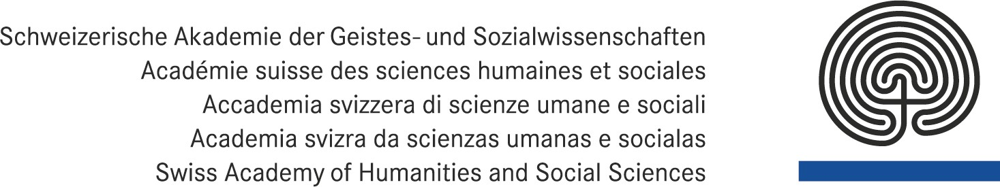 Schweizerische Akademie der Geistes- und Sozialwissenschaften
Académie suisse des sciences humaines et sociales
Accademia svizzera di scienze umane e sociali
Academia svizra da scienzas umanas e socialas
Swiss Academy of Humanities and Social Sciences